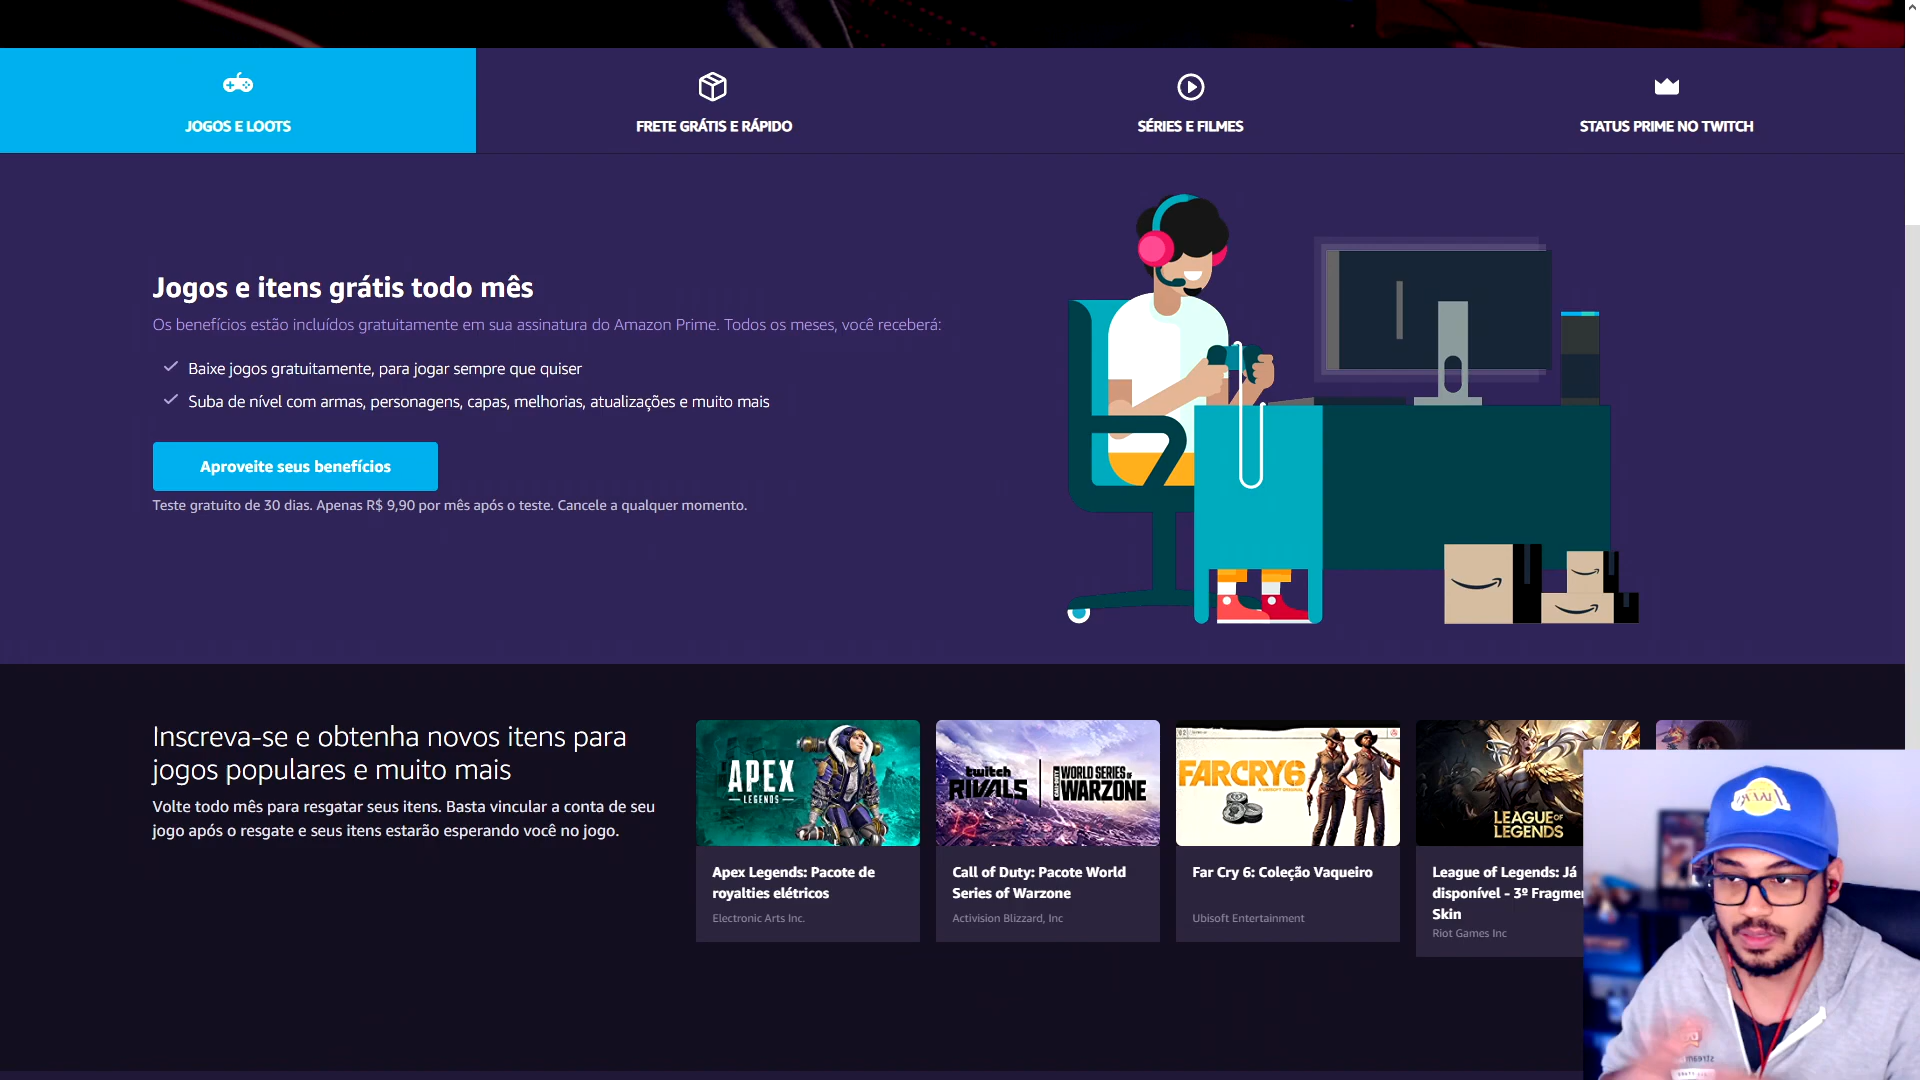 JOGOS E LOOTS
FRETE GRÁTIS E RÁPIDO
SÉRIES E FILMES
STATUS PRIME NO TWITCH
Jogos e itens grátis todo mês
Os benefícios estão incluídos gratuitamente em sua assinatura do Amazon Prime. Todos os meses, você receberá:
Baixe jogos gratuitamente, para jogar sempre que quiser
Suba de nível com armas, personagens, capas, melhorias, atualizações e muito mais
Aproveite seus benefícios
Teste gratuito de 30 dias. Apenas R$ 9,90 por mês após o teste. Cancele a qualquer momento.
Inscreva-se e obtenha novos itens para
jogos populares e muito mais
Volte todo mês para resgatar seus itens. Basta vincular a conta de seu
jogo após o resgate e seus itens estarão esperando você no jogo.
APEX
LEGENDS
Apex Legends: Pacote de
royalties elétricos
Electronic Arts Inc.
twitch
RIVALS
CALL OF DUTY
WORLD SERIES OF
WARZONE
Call of Duty: Pacote World
Series of Warzone
Activision Blizzard, Inc
FARCRY6
A UBISOFT ORIGINAL
Far Cry 6: Coleção Vaqueiro
Ubisoft Entertainment
LEAGUE OF
LEGENDS
League of Legends: Já
disponível - 3º Fragme
Skin
Riot Games Inc